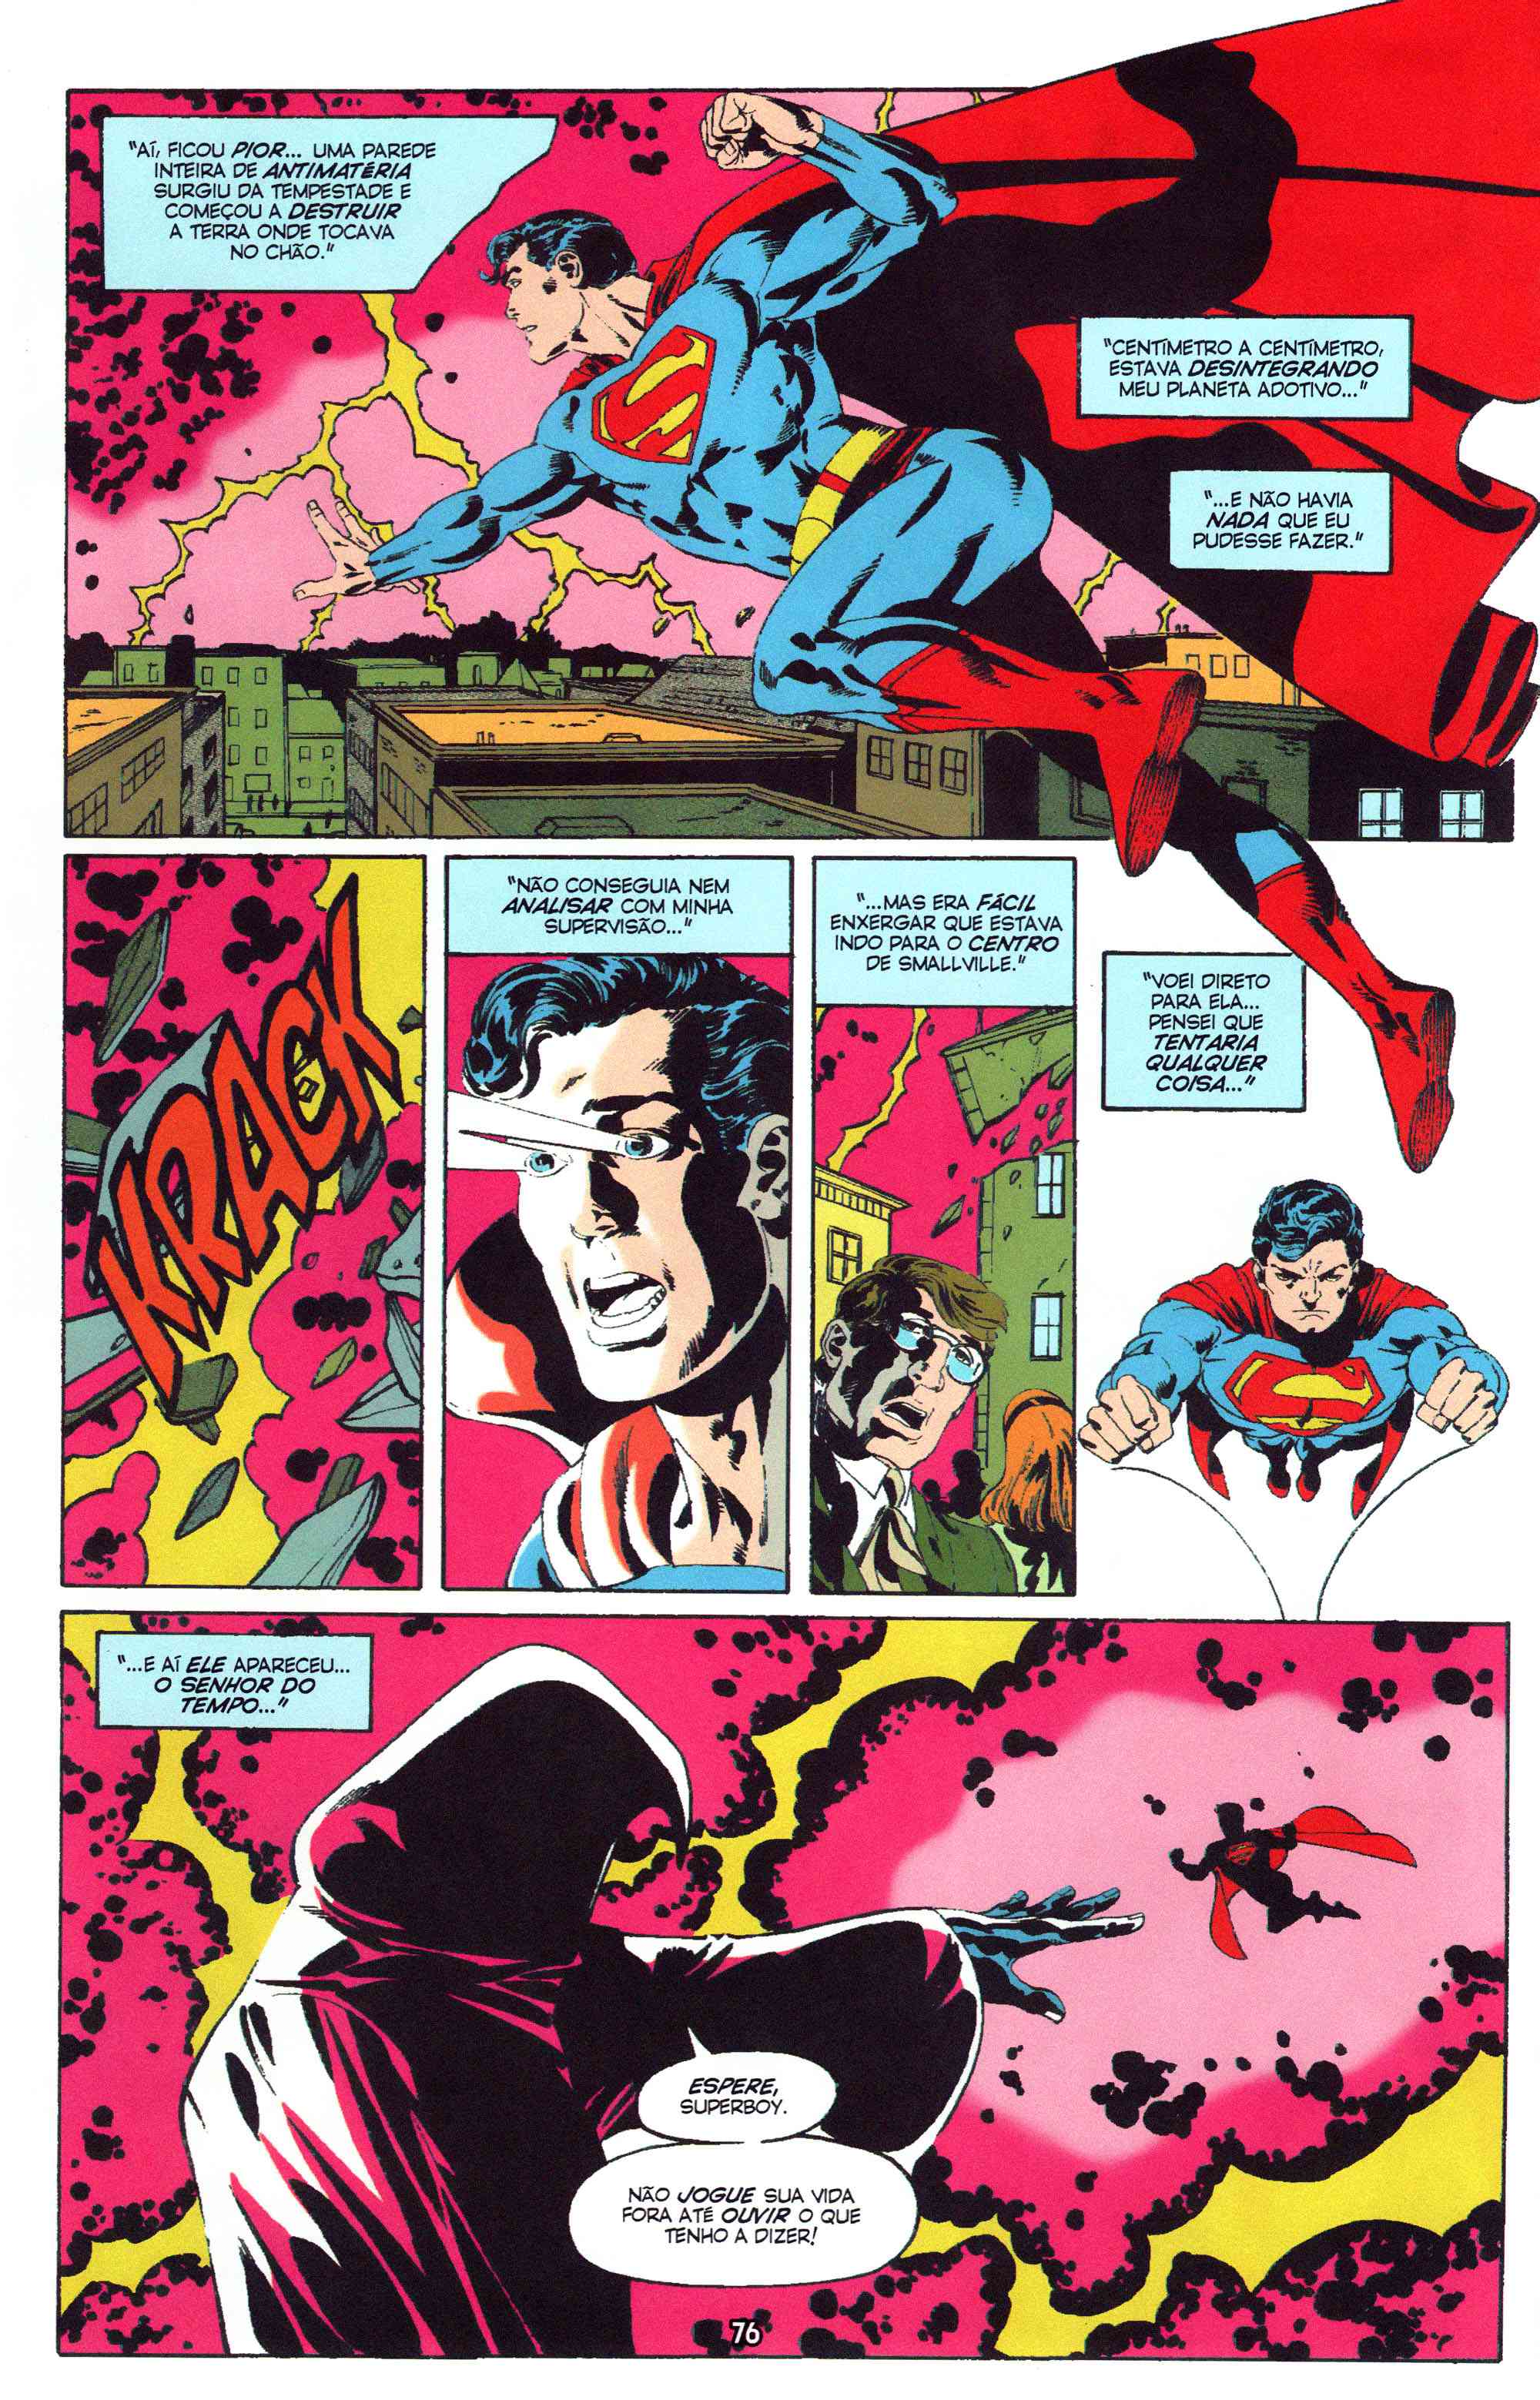 "AÍ, FICOU PIOR... UMA PAREDE
INTEIRA DE ANTIMATÉRIA
SURGIU DA TEMPESTADE E
COMEÇOU A DESTRUIR
A TERRA ONDE TOCAVA
NO CHÃO."
"CENTÍMETRO A CENTÍMETRO,
ESTAVA DESINTEGRANDO
MEU PLANETA ADOTIVO..."
"...E NÃO HAVIA
NADA QUE EU
PUDESSE FAZER."
KRACK
"NÃO CONSEGUIA NEM
ANALISAR COM MINHA
SUPERVISÃO..."
"...MAS ERA FÁCIL
ENXERGAR QUE ESTAVA
INDO PARA O CENTRO
DE SMALLVILLE."
"VOEI DIRETO
PARA ELA...
PENSEI QUE
TENTARIA
QUALQUER
COISA..."
"...E AÍ ELE APARECEU...
O SENHOR DO
TEMPO..."
ESPERE,
SUPERBOY.
NÃO JOGUE SUA VIDA
FORA ATÉ OUVIR O QUE
TENHO A DIZER!
76